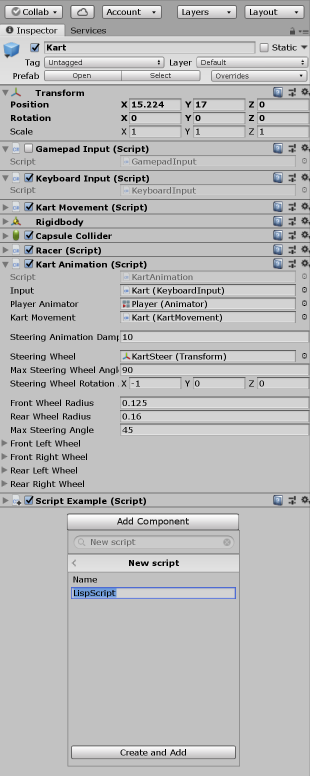 Collab Account Layers Layout
Inspector Services
Kart Static
Tag Untagged Layer Default
Prefab Open Select Overrides
Transform
Position X 15.224 Y 17 Z 0
Rotation X 0 Y 0 Z 0
Scale X 1 Y 1 Z 1
Gamepad Input (Script)
Script GamepadInput
Keyboard Input (Script)
Script KeyboardInput
Kart Movement (Script)
Rigidbody
Capsule Collider
Racer (Script)
Kart Animation (Script)
Script KartAnimation
Input Kart (KeyboardInput)
Player Animator Player (Animator)
Kart Movement Kart (KartMovement)
Steering Animation Damp 10
Steering Wheel KartSteer (Transform)
Max Steering Wheel Angl 90
Steering Wheel Rotation X -1 Y 0 Z 0
Front Wheel Radius 0.125
Rear Wheel Radius 0.16
Max Steering Angle 45
Front Left Wheel
Front Right Wheel
Rear Left Wheel
Rear Right Wheel
Script Example (Script)
Add Component
New script
New script
Name
LispScript
Create and Add